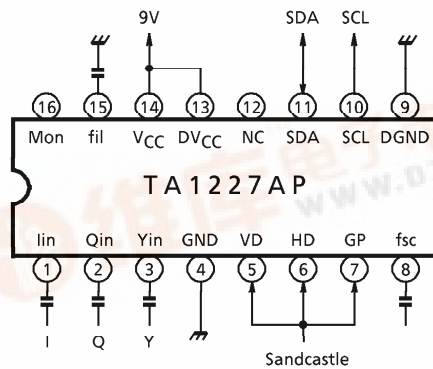 9V SDA SCL
16 15 14 13 12 11 10 9
Mon fil VCC DVCC NC SDA SCL DGND
TA1227AP
Iin Qin Yin GND VD HD GP fsc
1 2 3 4 5 6 7 8
I Q Y
Sandcastle